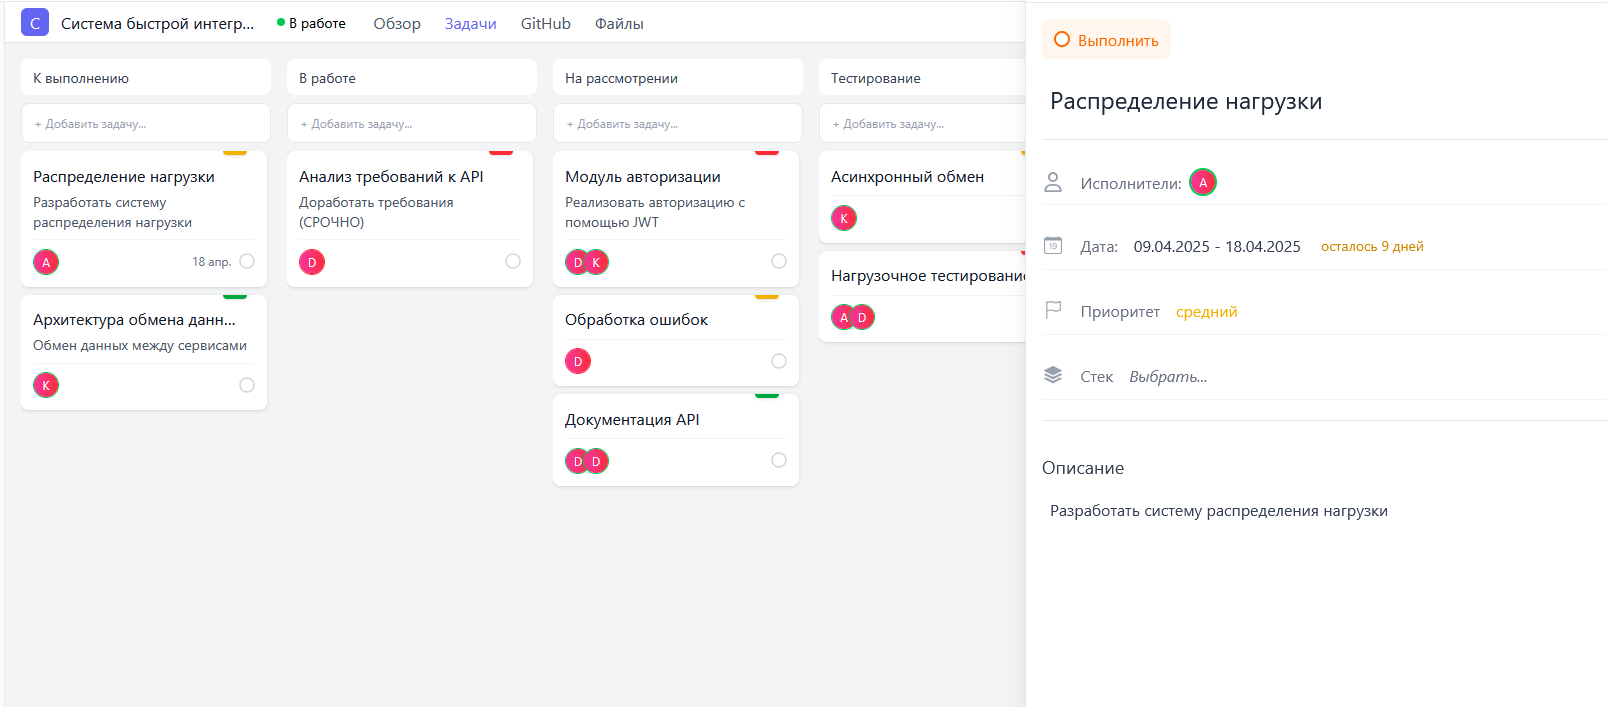 С Система быстрой интегр... В работе Обзор Задачи GitHub Файлы
К выполнению
+ Добавить задачу...
Распределение нагрузки
Разработать систему
распределения нагрузки
A 18 апр.
Архитектура обмена данн...
Обмен данных между сервисами
K
В работе
+ Добавить задачу...
Анализ требований к API
Доработать требования
(СРОЧНО)
D
На рассмотрении
+ Добавить задачу...
Модуль авторизации
Реализовать авторизацию с
помощью JWT
D K
Обработка ошибок
D
Документация API
D D
Тестирование
+ Добавить задачу...
Асинхронный обмен
K
Нагрузочное тестирование
A D
Выполнить
Распределение нагрузки
Исполнители: A
19 Дата: 09.04.2025 - 18.04.2025 осталось 9 дней
Приоритет средний
Стек Выбрать...
Описание
Разработать систему распределения нагрузки